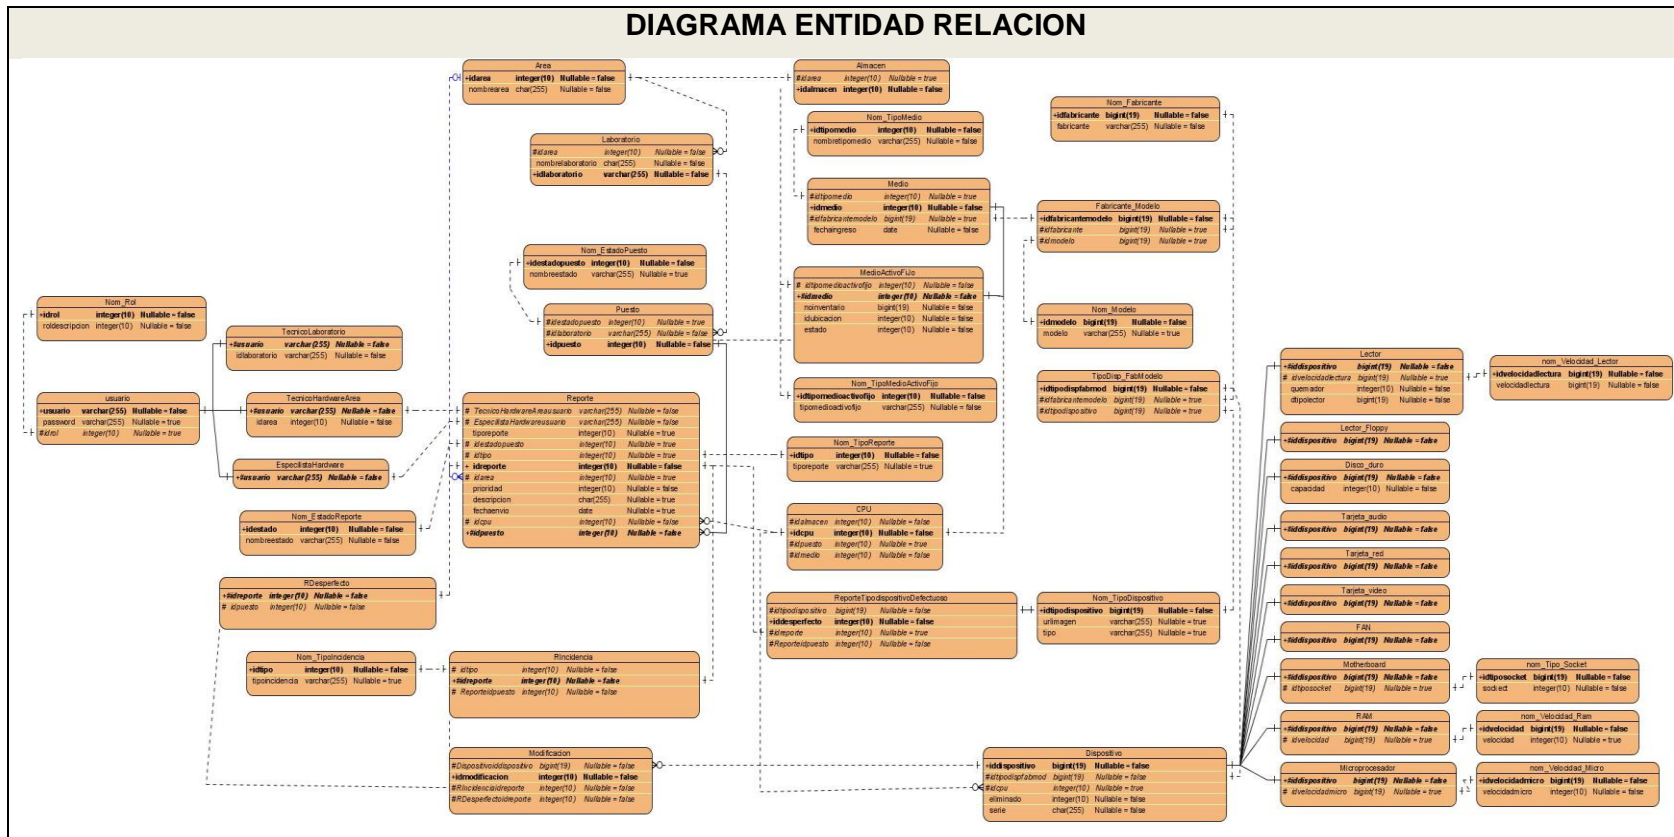 DIAGRAMA ENTIDAD RELACION
Area
+idarea integer(10) Nullable = false
nombrearea char(255) Nullable = false
Almacen
#idarea integer(10) Nullable = true
+idalmacen integer(10) Nullable = false
Nom_Fabricante
+idfabricante bigint(19) Nullable = false
fabricante varchar(255) Nullable = false
Nom_TipoMedio
+idtipomedio integer(10) Nullable = false
nombretipomedio varchar(255) Nullable = false
Laboratorio
#idarea integer(10) Nullable = false
nombrelaboratorio char(255) Nullable = false
+idlaboratorio varchar(255) Nullable = false
Medio
#idtipomedio integer(10) Nullable = true
+idmedio integer(10) Nullable = false
#idfabricantemodelo bigint(19) Nullable = true
fechaingreso date Nullable = false
Fabricante_Modelo
+idfabricantemodelo bigint(19) Nullable = false
#idfabricante bigint(19) Nullable = true
#idmodelo bigint(19) Nullable = true
Nom_EstadoPuesto
+idestadopuesto integer(10) Nullable = false
nombreestado varchar(255) Nullable = true
MedioActivoFijo
# idtipomedioactivofijo integer(10) Nullable = false
+#idmedio integer(10) Nullable = false
noinventario bigint(19) Nullable = false
idubicacion integer(10) Nullable = false
estado integer(10) Nullable = false
Nom_Rol
+idrol integer(10) Nullable = false
roldescripcion integer(10) Nullable = false
Puesto
#idestadopuesto integer(10) Nullable = true
#idlaboratorio varchar(255) Nullable = false
+idpuesto integer(10) Nullable = false
Nom_Modelo
+idmodelo bigint(19) Nullable = false
modelo varchar(255) Nullable = true
TecnicoLaboratorio
+#usuario varchar(255) Nullable = false
idlaboratorio varchar(255) Nullable = false
Lector
+#iddispositivo bigint(19) Nullable = false
# idvelocidadlectura bigint(19) Nullable = true
quemador integer(10) Nullable = false
dtipolector bigint(19) Nullable = false
nom_Velocidad_Lector
+idvelocidadlectura bigint(19) Nullable = false
velocidadlectura bigint(19) Nullable = false
Nom_TipoMedioActivoFijo
+idtipomedioactivofijo integer(10) Nullable = false
tipomedioactivofijo varchar(255) Nullable = false
TipoDisp_FabModelo
+idtipodispfabmod bigint(19) Nullable = false
#idfabricantemodelo bigint(19) Nullable = true
#idtipodispositivo bigint(19) Nullable = true
usuario
+usuario varchar(255) Nullable = false
password varchar(255) Nullable = true
#idrol integer(10) Nullable = true
TecnicoHardwareArea
+#usuario varchar(255) Nullable = false
idarea integer(10) Nullable = false
Reporte
# TecnicoHardwareAreausuario varchar(255) Nullable = false
# EspecilistaHardwareusuario varchar(255) Nullable = false
tiporeporte integer(10) Nullable = true
# idestadopuesto integer(10) Nullable = true
# idtipo integer(10) Nullable = true
+ idreporte integer(10) Nullable = false
# idarea integer(10) Nullable = true
prioridad integer(10) Nullable = true
descripcion char(255) Nullable = true
fechaenvio date Nullable = true
# idcpu integer(10) Nullable = false
+#idpuesto integer(10) Nullable = false
Lector_Floppy
+#iddispositivo bigint(19) Nullable = false
Nom_TipoReporte
+idtipo integer(10) Nullable = false
tiporeporte varchar(255) Nullable = true
EspecilistaHardware
+#usuario varchar(255) Nullable = false
Disco_duro
+#iddispositivo bigint(19) Nullable = false
capacidad integer(10) Nullable = false
Nom_EstadoReporte
+idestado integer(10) Nullable = false
nombreestado varchar(255) Nullable = false
CPU
#idalmacen integer(10) Nullable = false
+idcpu integer(10) Nullable = false
#idpuesto integer(10) Nullable = true
#idmedio integer(10) Nullable = false
Tarjeta_audio
+#iddispositivo bigint(19) Nullable = false
Tarjeta_red
+#iddispositivo bigint(19) Nullable = false
RDesperfecto
+#idreporte integer(10) Nullable = false
# idpuesto integer(10) Nullable = false
Tarjeta_video
+#iddispositivo bigint(19) Nullable = false
ReporteTipodispositivoDefectuoso
#idtipodispositivo bigint(19) Nullable = false
+iddesperfecto integer(10) Nullable = false
#idreporte integer(10) Nullable = true
#Reporteidpuesto integer(10) Nullable = false
Nom_TipoDispositivo
+idtipodispositivo bigint(19) Nullable = false
urlimagen varchar(255) Nullable = true
tipo varchar(255) Nullable = true
FAN
+#iddispositivo bigint(19) Nullable = false
Nom_TipoIncidencia
+idtipo integer(10) Nullable = false
tipoincidencia varchar(255) Nullable = true
RIncidencia
# idtipo integer(10) Nullable = false
+#idreporte integer(10) Nullable = false
# Reporteidpuesto integer(10) Nullable = false
Motherboard
+#iddispositivo bigint(19) Nullable = false
# idtiposocket bigint(19) Nullable = true
nom_Tipo_Socket
+idtiposocket bigint(19) Nullable = false
sockect integer(10) Nullable = false
RAM
+#iddispositivo bigint(19) Nullable = false
# idvelocidad bigint(19) Nullable = true
nom_Velocidad_Ram
+idvelocidad bigint(19) Nullable = false
velocidad integer(10) Nullable = true
Modificacion
#Dispositivoiddispositivo bigint(19) Nullable = false
+idmodificacion integer(10) Nullable = false
#RIncidenciaidreporte integer(10) Nullable = false
#RDesperfectoidreporte integer(10) Nullable = false
Dispositivo
+iddispositivo bigint(19) Nullable = false
#idtipodispfabmod bigint(19) Nullable = false
#idcpu integer(10) Nullable = true
eliminado integer(10) Nullable = false
serie char(255) Nullable = false
Microprocesador
+#iddispositivo bigint(19) Nullable = false
# idvelocidadmicro bigint(19) Nullable = true
nom_Velocidad_Micro
+idvelocidadmicro bigint(19) Nullable = false
velocidadmicro integer(10) Nullable = false